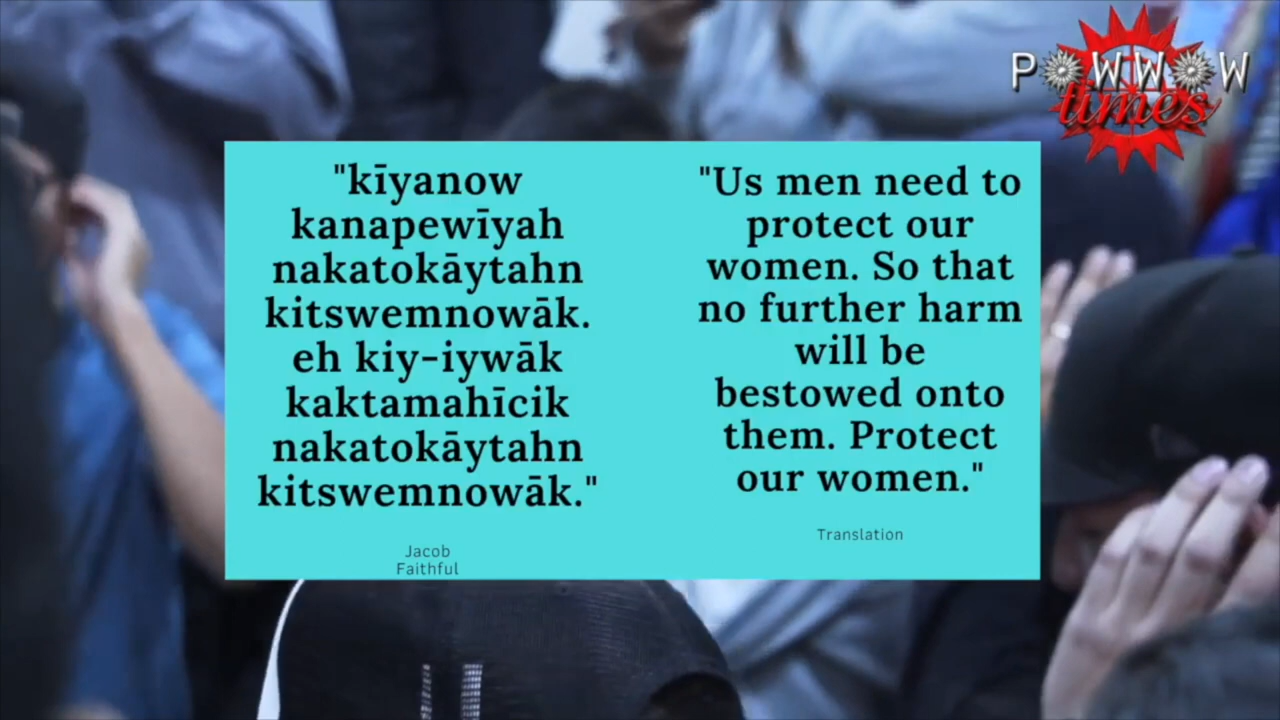 POWWOW
times
"kīyanow
kanapewīyah
nakatokāytahn
kitswemnowāk.
eh kiy-iywāk
kaktamahīcik
nakatokāytahn
kitswemnowāk."
Jacob
Faithful
"Us men need to
protect our
women. So that
no further harm
will be
bestowed onto
them. Protect
our women."
Translation